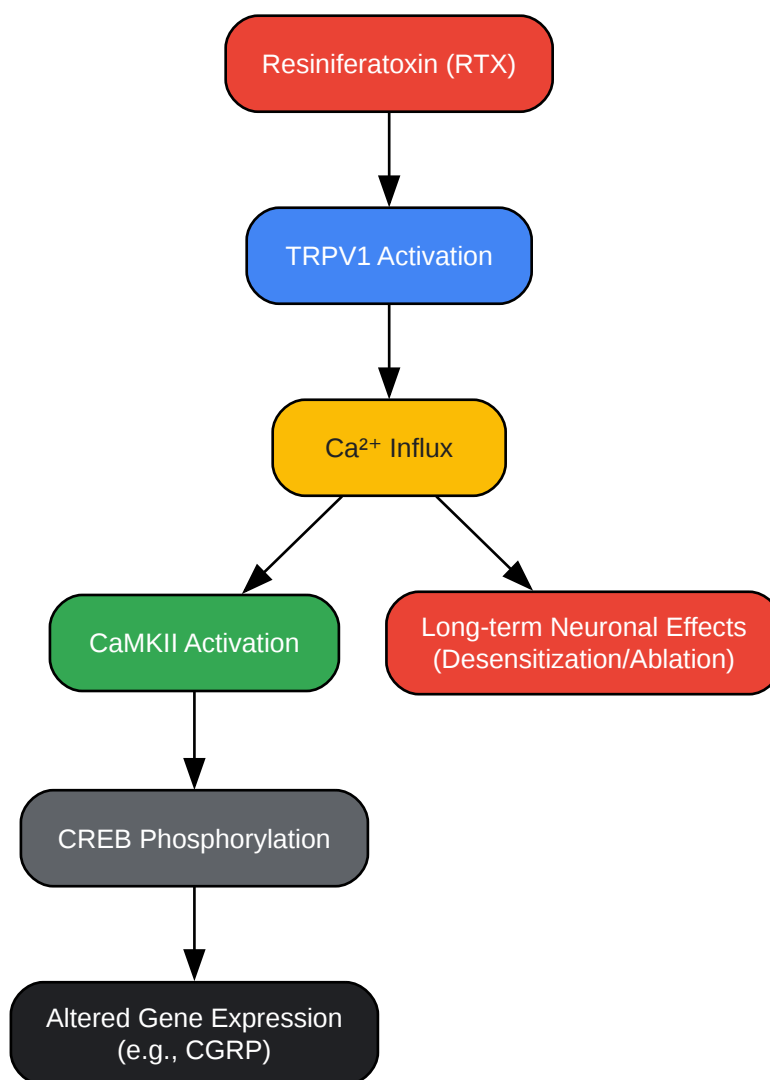 Resiniferatoxin (RTX)
TRPV1 Activation
Ca²⁺ Influx
CaMKII Activation
Long-term Neuronal Effects
(Desensitization/Ablation)
CREB Phosphorylation
Altered Gene Expression
(e.g., CGRP)